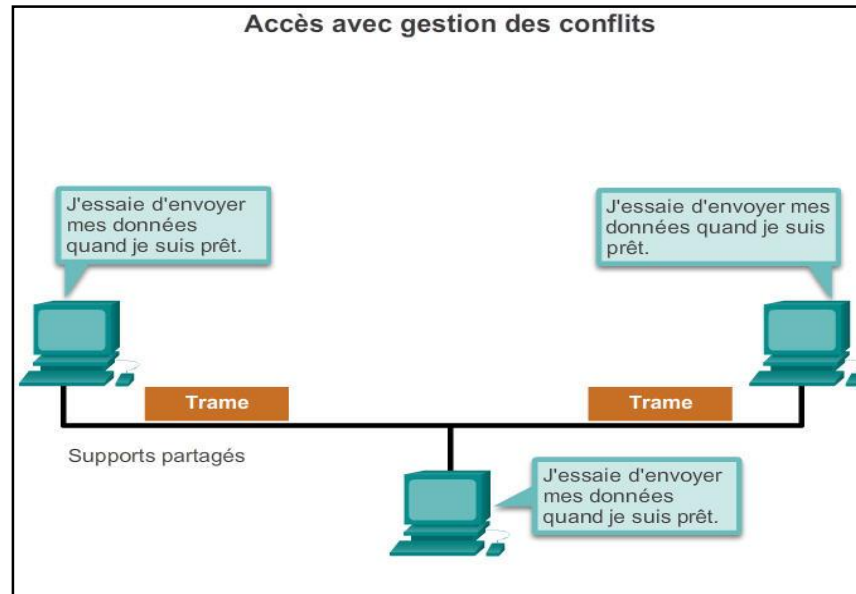 Accès avec gestion des conflits
J'essaie d'envoyer
mes données
quand je suis prêt.
J'essaie d'envoyer mes
données quand je suis
prêt.
Trame
Trame
Supports partagés
J'essaie d'envoyer
mes données
quand je suis prêt.